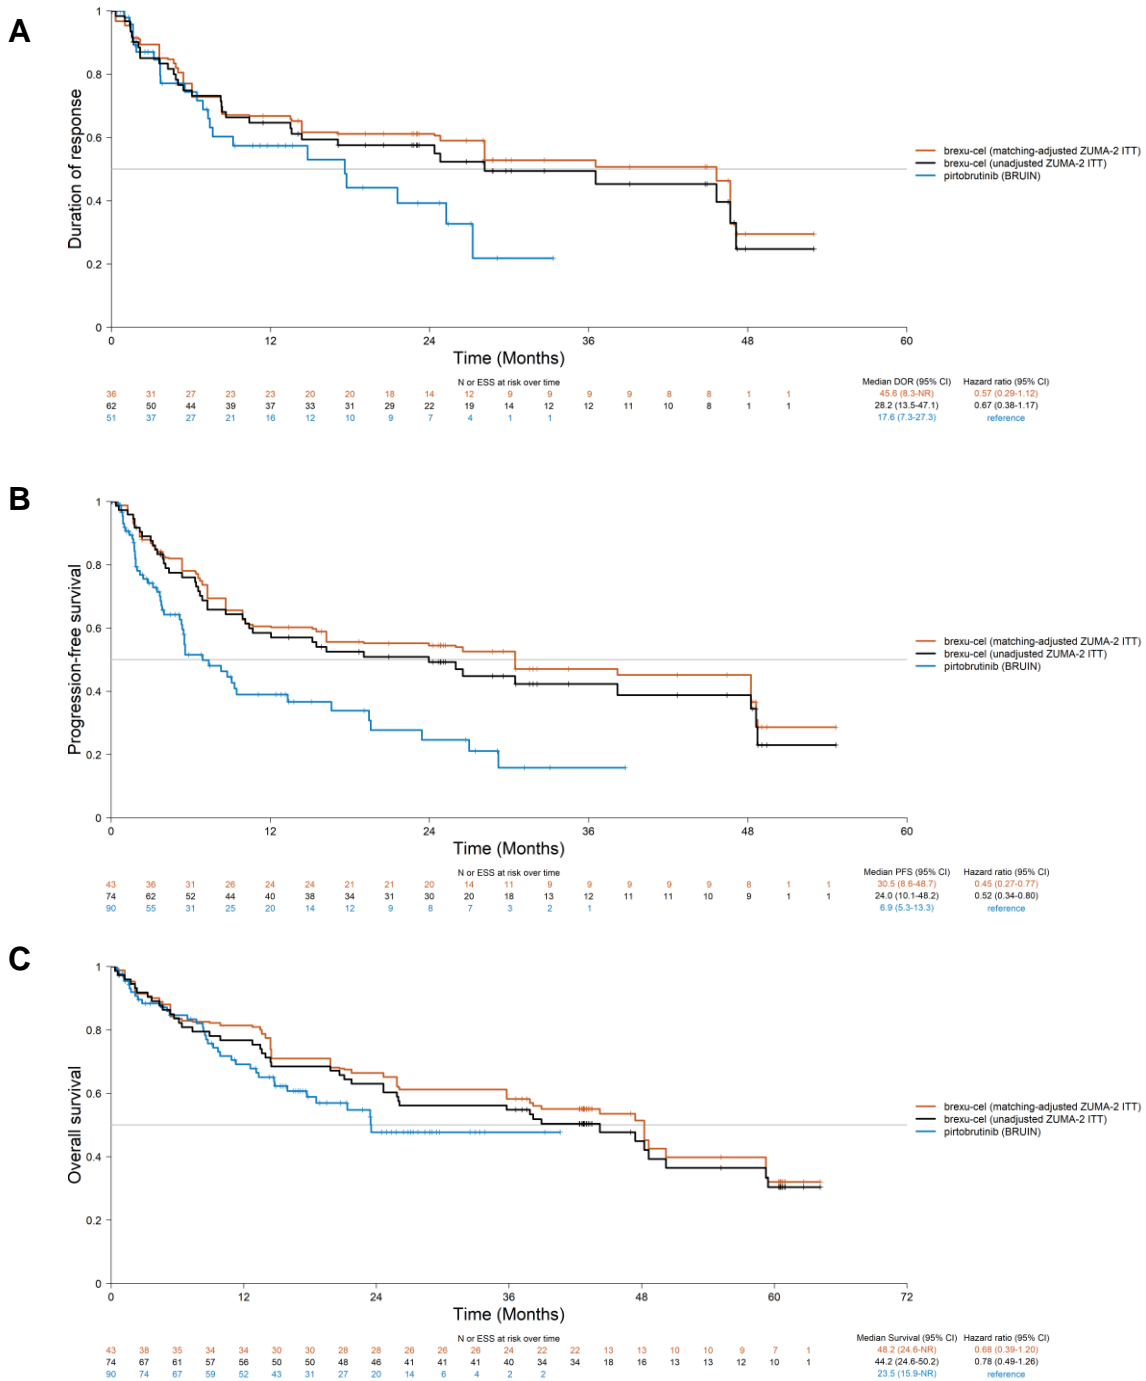 A
1
0.8
0.6
0.4
0.2
0
Duration of response
0 12 24 36 48 60
Time (Months)
brexu-cel (matching-adjusted ZUMA-2 ITT)
brexu-cel (unadjusted ZUMA-2 ITT)
pirtobrutinib (BRUIN)
N or ESS at risk over time Median DOR (95% CI) Hazard ratio (95% CI)
36 31 27 23 23 20 20 18 14 12 9 9 9 9 8 8 1 1 45.6 (8.3-NR) 0.57 (0.29-1.12)
62 50 44 39 37 33 31 29 22 19 14 12 12 11 10 8 1 1 28.2 (13.5-47.1) 0.67 (0.38-1.17)
51 37 27 21 16 12 10 9 7 4 1 1 17.6 (7.3-27.3) reference
B
1
0.8
0.6
0.4
0.2
0
Progression-free survival
0 12 24 36 48 60
Time (Months)
brexu-cel (matching-adjusted ZUMA-2 ITT)
brexu-cel (unadjusted ZUMA-2 ITT)
pirtobrutinib (BRUIN)
N or ESS at risk over time Median PFS (95% CI) Hazard ratio (95% CI)
43 36 31 26 24 24 21 21 20 14 11 9 9 9 9 9 8 1 1 30.5 (8.6-48.7) 0.45 (0.27-0.77)
74 62 52 44 40 38 34 31 30 20 18 13 12 11 11 10 9 1 1 24.0 (10.1-48.2) 0.52 (0.34-0.80)
90 55 31 25 20 14 12 9 8 7 3 2 1 6.9 (5.3-13.3) reference
C
1
0.8
0.6
0.4
0.2
0
Overall survival
0 12 24 36 48 60 72
Time (Months)
brexu-cel (matching-adjusted ZUMA-2 ITT)
brexu-cel (unadjusted ZUMA-2 ITT)
pirtobrutinib (BRUIN)
N or ESS at risk over time Median Survival (95% CI) Hazard ratio (95% CI)
43 38 35 34 34 30 30 28 28 26 26 26 24 22 22 13 13 10 10 9 7 1 48.2 (24.6-NR) 0.68 (0.39-1.20)
74 67 61 57 56 50 50 48 46 41 41 41 40 34 34 18 16 13 13 12 10 1 44.2 (24.6-50.2) 0.78 (0.49-1.26)
90 74 67 59 52 43 31 27 20 14 6 4 2 2 23.5 (15.9-NR) reference